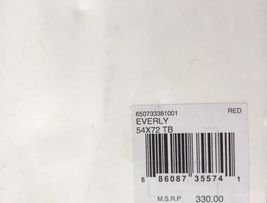 650733381001 RED
EVERLY
54X72 TB
8 86087 35574 1
M.S.R.P 330.00